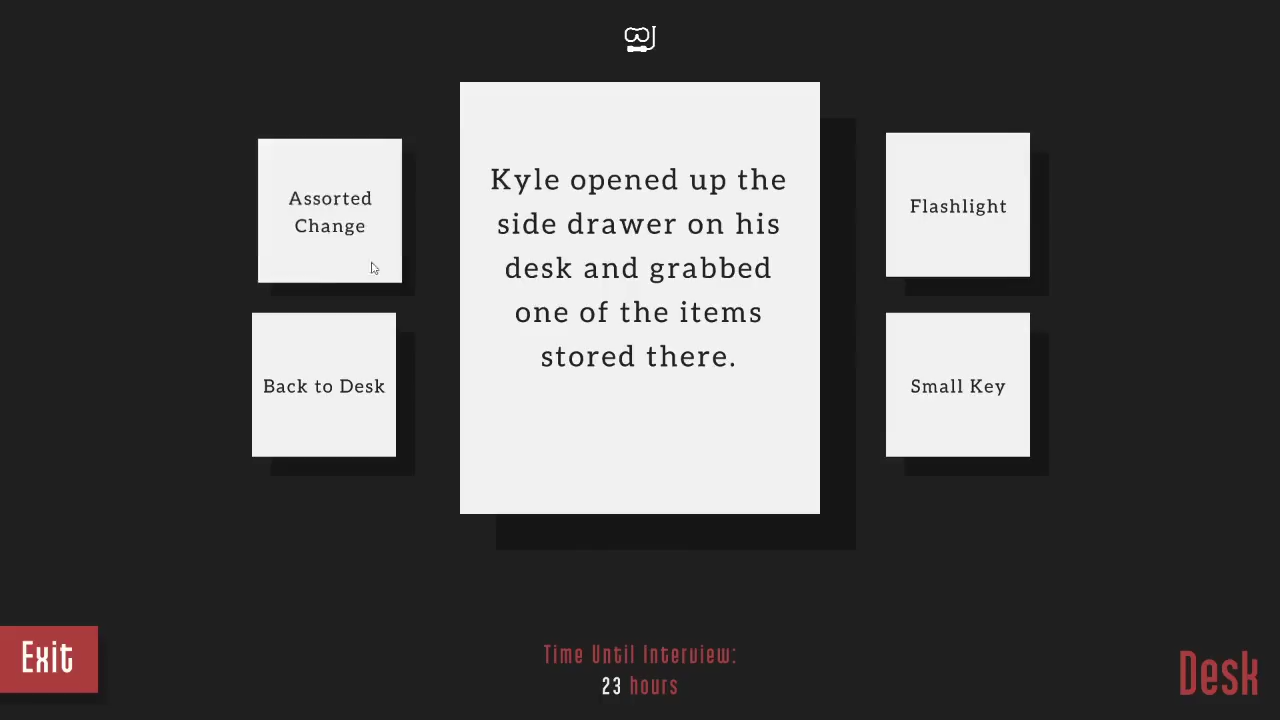 Kyle opened up the
side drawer on his
desk and grabbed
one of the items
stored there.
Assorted
Change
Back to Desk
Flashlight
Small Key
Exit
Time Until Interview:
23 hours
Desk